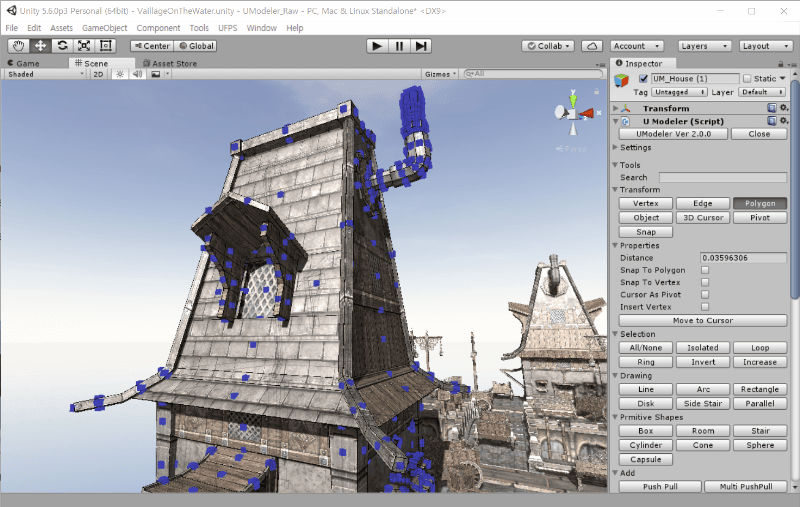 Unity 5.6.0p3 Personal (64bit) - VaillageOnTheWater.unity - UModeler_Raw - PC, Mac & Linux Standalone* <DX9>
File Edit Assets GameObject Component Tools UFPS Window Help
Center Global Collab Account Layers Layout
Game Scene Asset Store
Shaded 2D Gizmos All
y
Persp
Inspector
UM_House (1) Static
Tag Untagged Layer Default
Transform
U Modeler (Script)
UModeler Ver 2.0.0 Close
Settings
Tools
Search
Transform
Vertex Edge Polygon
Object 3D Cursor Pivot
Snap
Properties
Distance 0.03596306
Snap To Polygon
Snap To Vertex
Cursor As Pivot
Insert Vertex
Move to Cursor
Selection
All/None Isolated Loop
Ring Invert Increase
Drawing
Line Arc Rectangle
Disk Side Stair Parallel
Prmitive Shapes
Box Room Stair
Cylinder Cone Sphere
Capsule
Add
Push Pull Multi PushPull